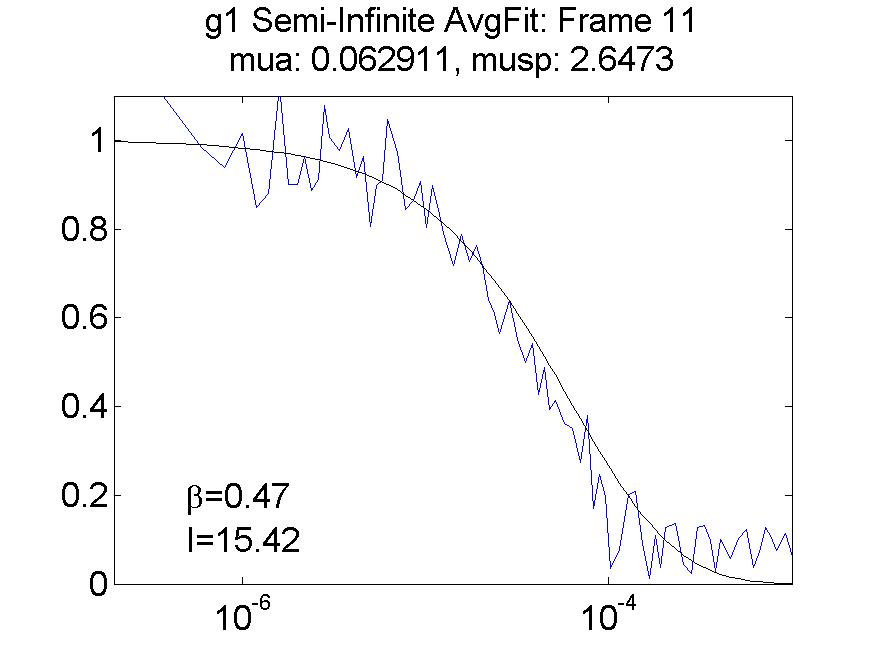 g1 Semi-Infinite AvgFit: Frame 11
mua: 0.062911, musp: 2.6473
1
0.8
0.6
0.4
0.2
0
β=0.47
I=15.42
10^-6
10^-4